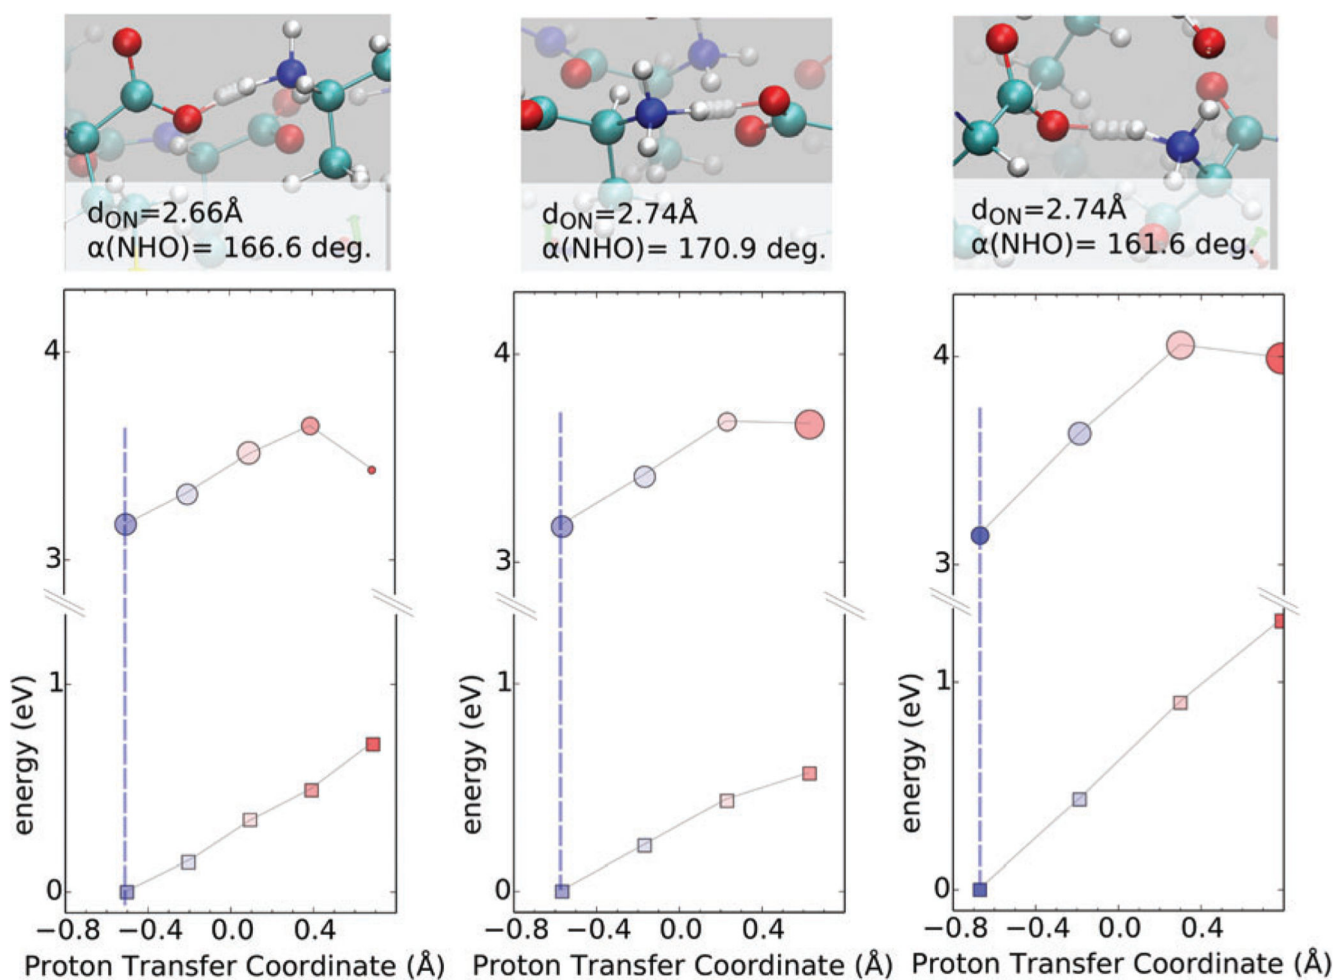 dON=2.66Å
α(NHO)= 166.6 deg.
dON=2.74Å
α(NHO)= 170.9 deg.
dON=2.74Å
α(NHO)= 161.6 deg.
4
3
1
0
energy (eV)
−0.8 −0.4 0.0 0.4
Proton Transfer Coordinate (Å)
4
3
1
0
energy (eV)
−0.8 −0.4 0.0 0.4
Proton Transfer Coordinate (Å)
4
3
1
0
energy (eV)
−0.8 −0.4 0.0 0.4
Proton Transfer Coordinate (Å)